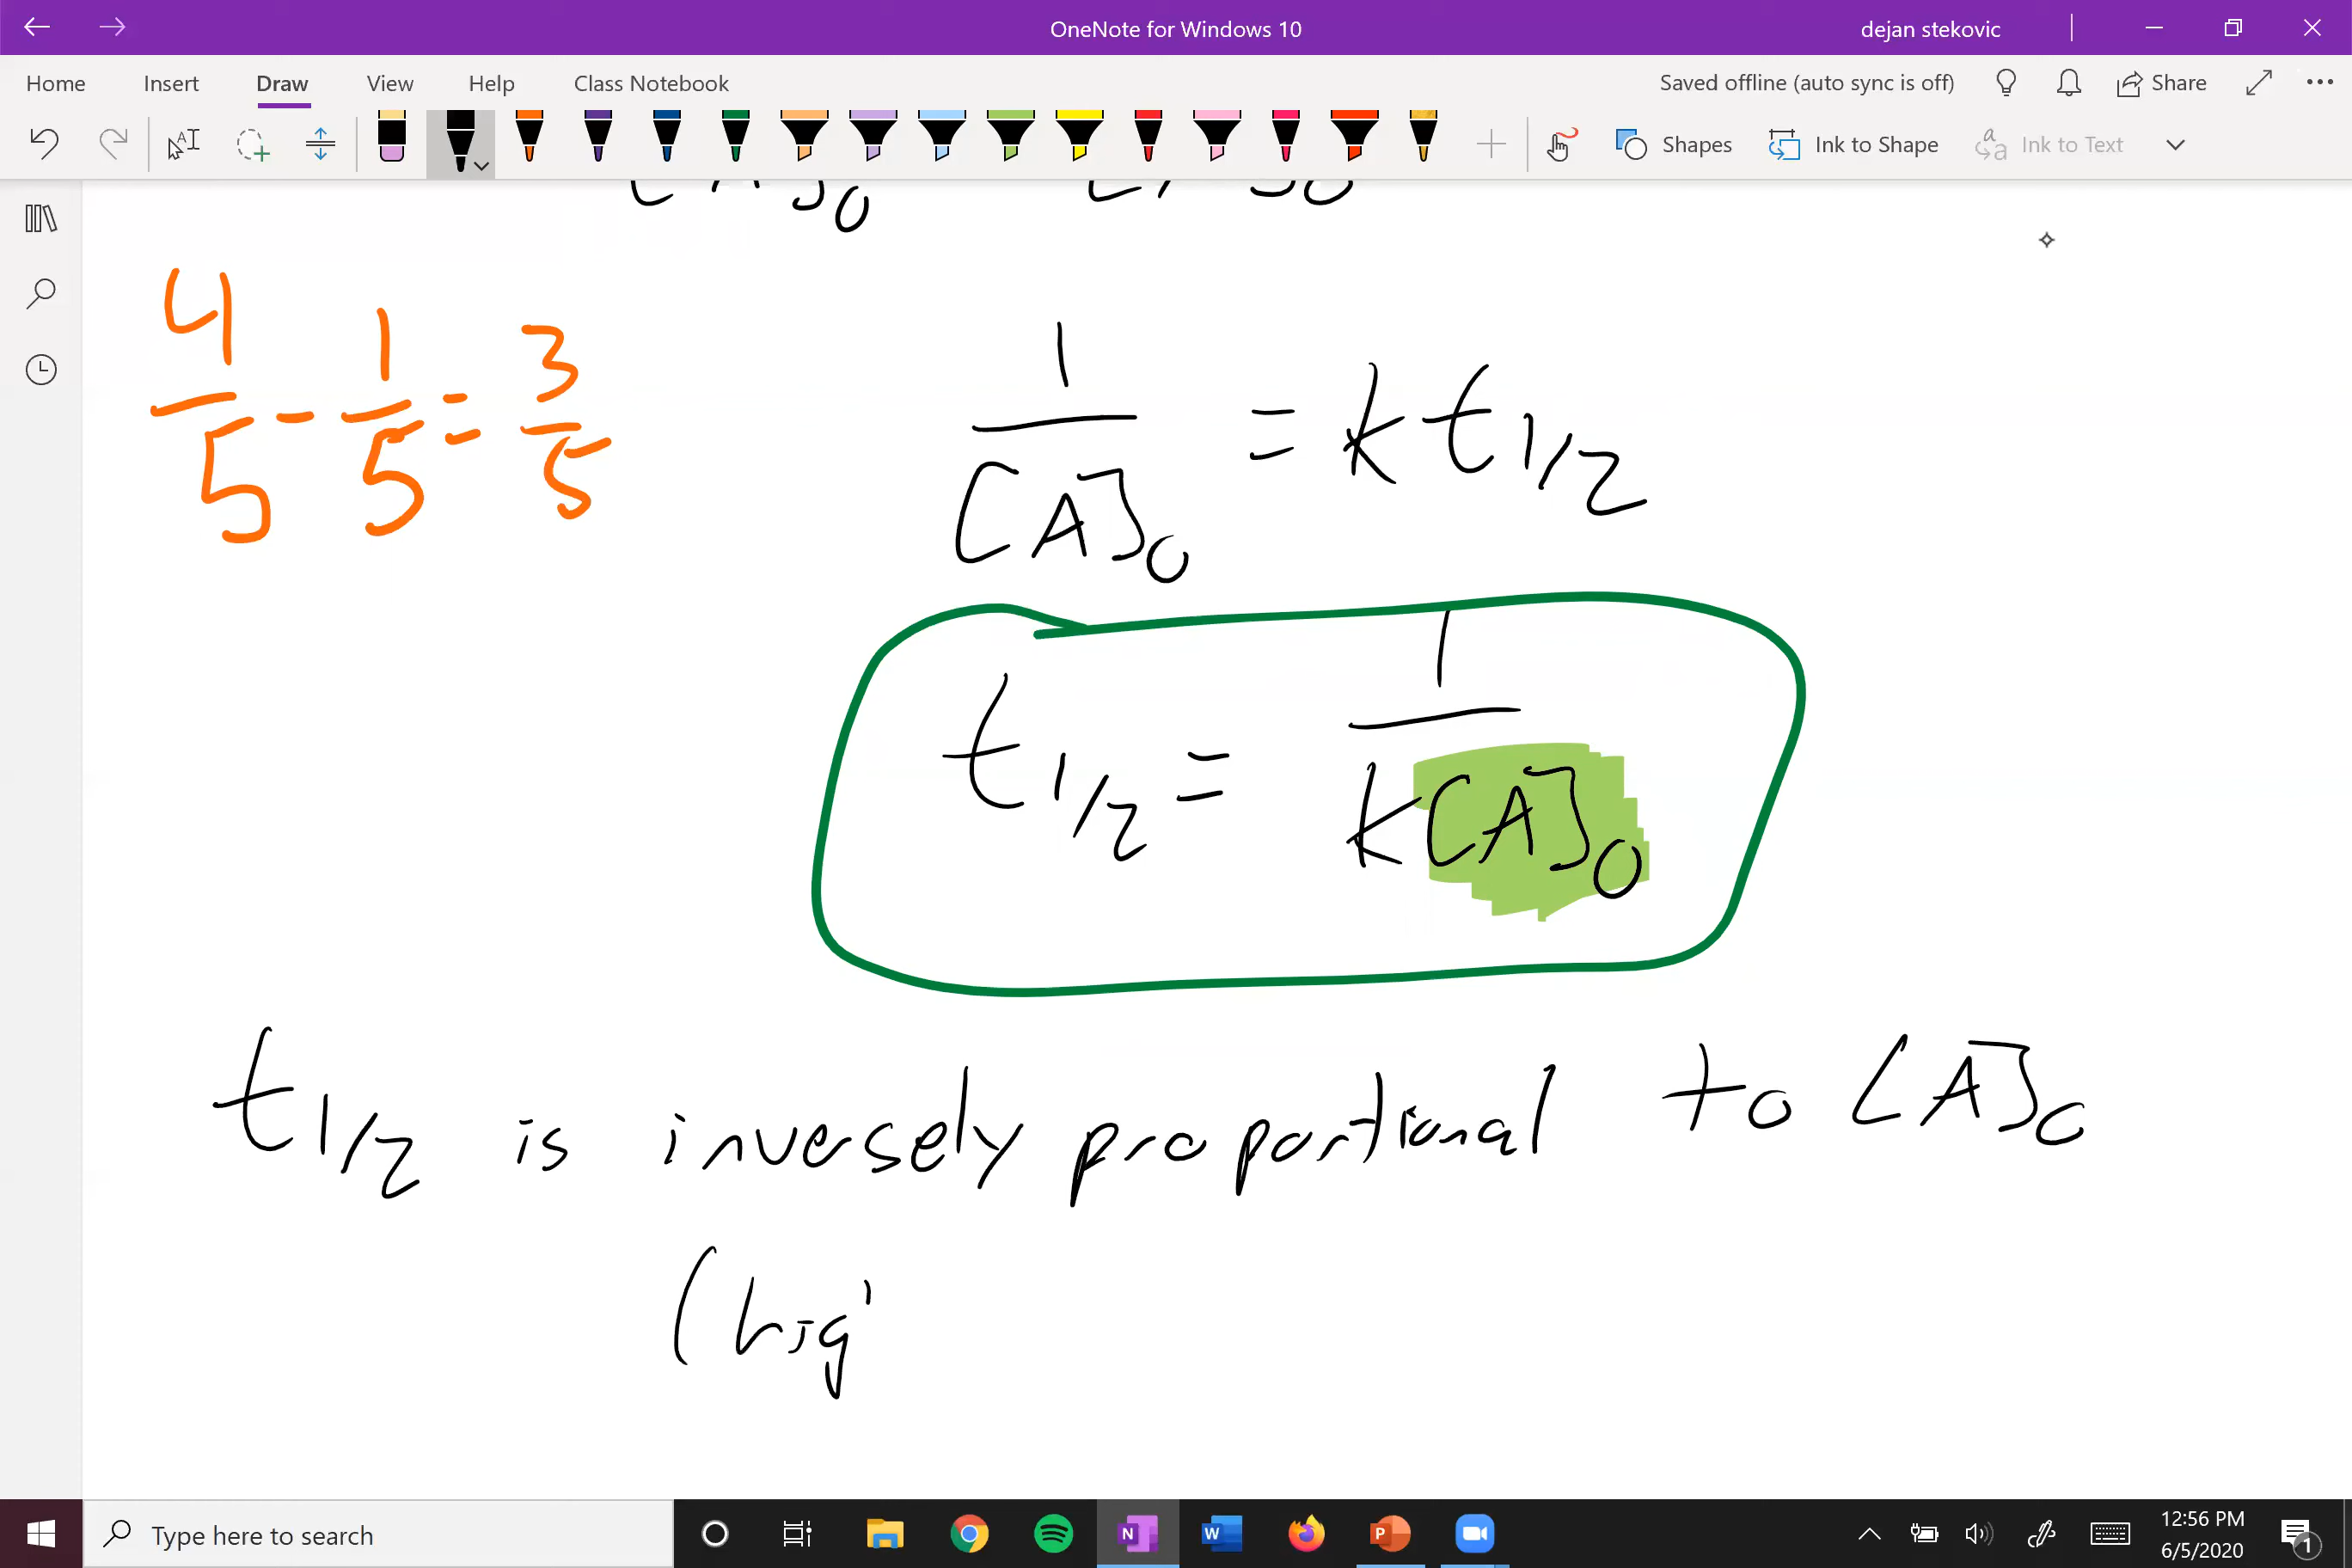 OneNote for Windows 10
dejan stekovic
Home Insert Draw View Help Class Notebook
Saved offline (auto sync is off) Share
Shapes Ink to Shape Ink to Text
4/5 - 1/5 = 3/5
1/[A]0 = kt1/2
t1/2 = 1/k[A]0
t1/2 is inversely proportional to [A]0
(hig
Type here to search
12:56 PM
6/5/2020
1